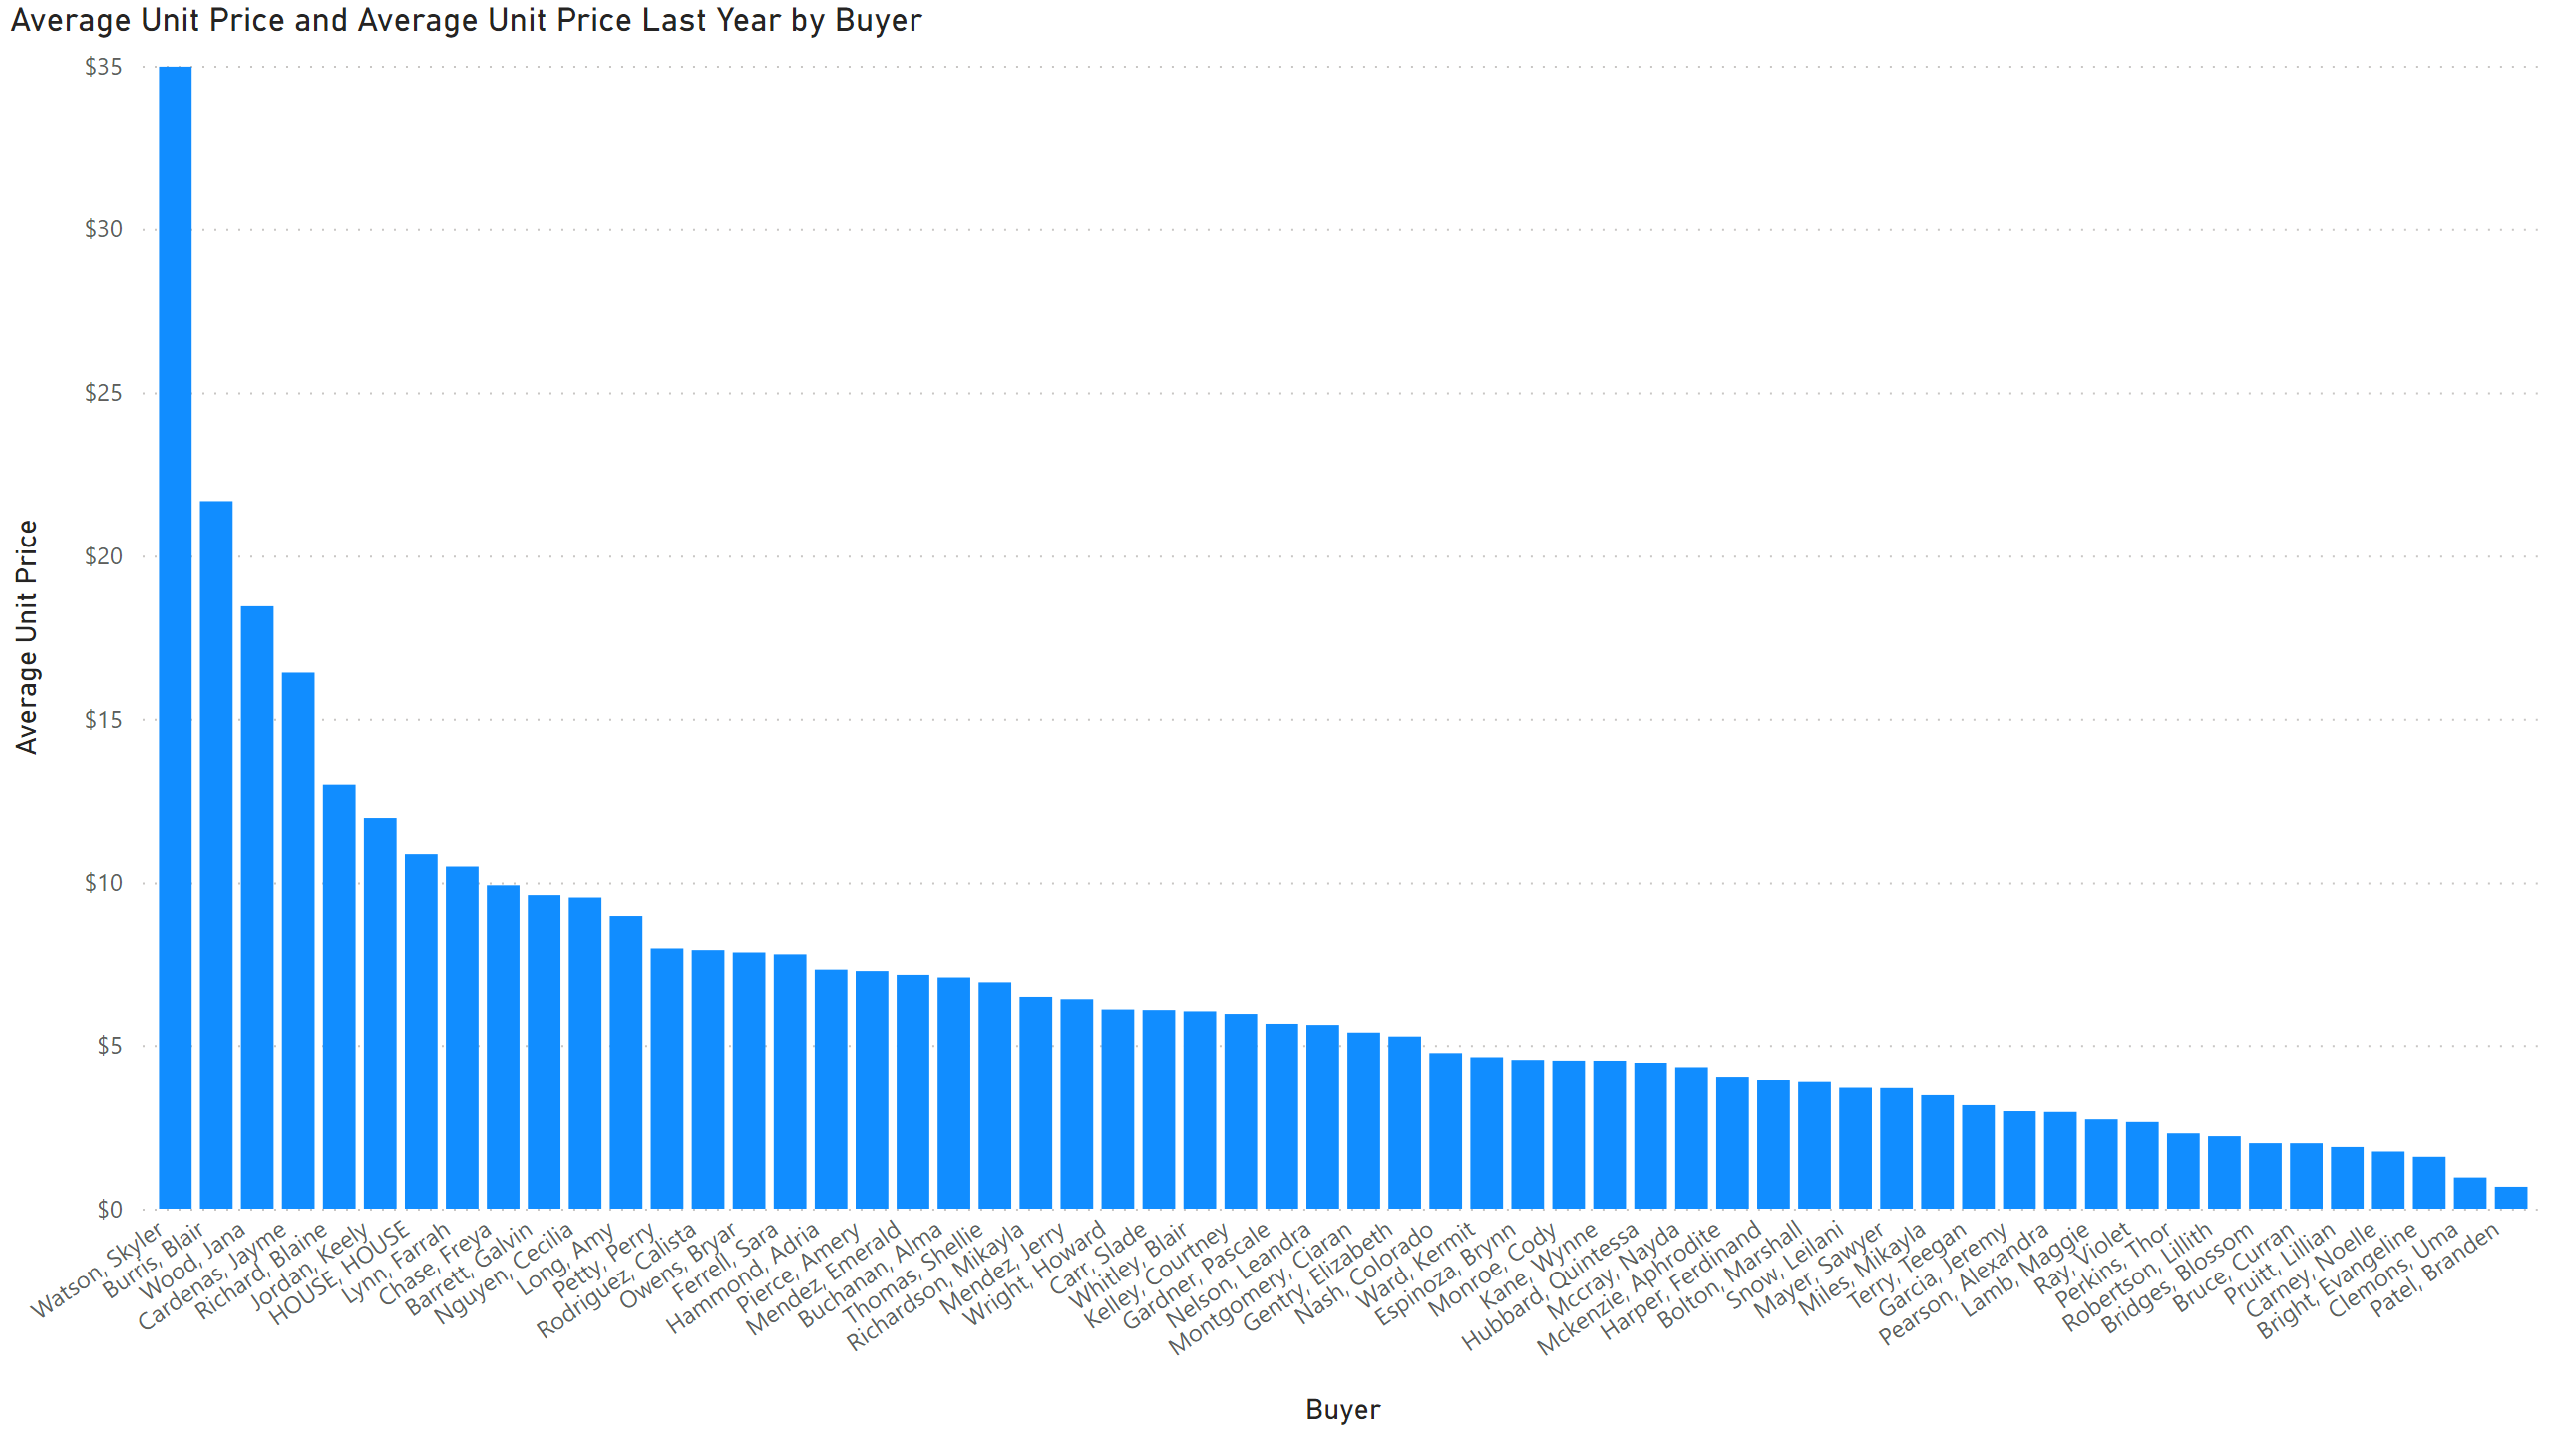 Average Unit Price and Average Unit Price Last Year by Buyer
Average Unit Price
$35
$30
$25
$20
$15
$10
$5
$0
Watson, Skyler
Burris, Blair
Wood, Jana
Cardenas, Jayme
Richard, Blaine
Jordan, Keely
HOUSE, HOUSE
Lynn, Farrah
Chase, Freya
Barrett, Galvin
Nguyen, Cecilia
Long, Amy
Petty, Perry
Rodriguez, Calista
Owens, Bryar
Ferrell, Sara
Hammond, Adria
Pierce, Amery
Mendez, Emerald
Buchanan, Alma
Thomas, Shellie
Richardson, Mikayla
Mendez, Jerry
Wright, Howard
Carr, Slade
Whitley, Blair
Kelley, Courtney
Gardner, Pascale
Nelson, Leandra
Montgomery, Ciaran
Gentry, Elizabeth
Nash, Colorado
Ward, Kermit
Espinoza, Brynn
Monroe, Cody
Kane, Wynne
Hubbard, Quintessa
Mccray, Nayda
Mckenzie, Aphrodite
Harper, Ferdinand
Bolton, Marshall
Snow, Leilani
Mayer, Sawyer
Miles, Mikayla
Terry, Teegan
Garcia, Jeremy
Pearson, Alexandra
Lamb, Maggie
Ray, Violet
Perkins, Thor
Robertson, Lillith
Bridges, Blossom
Bruce, Curran
Pruitt, Lillian
Carney, Noelle
Bright, Evangeline
Clemons, Uma
Patel, Branden
Buyer